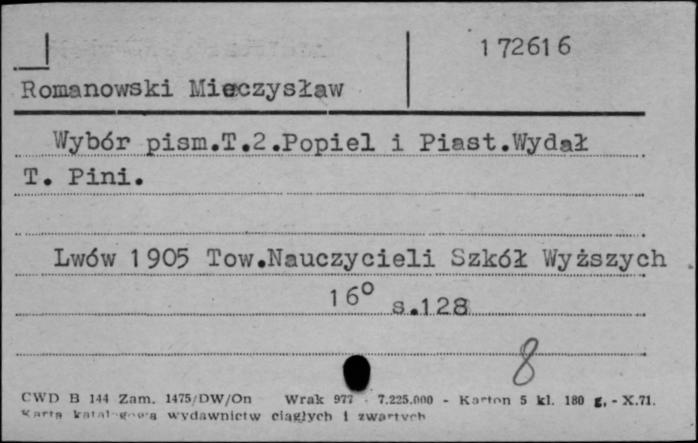 172616
Romanowski Mieczysław
Wybór pism.T.2.Popiel i Piast.Wydał
T. Pini.
Lwów 1905 Tow.Nauczycieli Szkół Wyższych
16° s.128
8
CWD B 144 Zam. 1475/DW/On Wrak 977 - 7.225.000 - Karton 5 kl. 180 g. - X.71.
Karta katalogowa wydawnictw ciągłych i zwartych